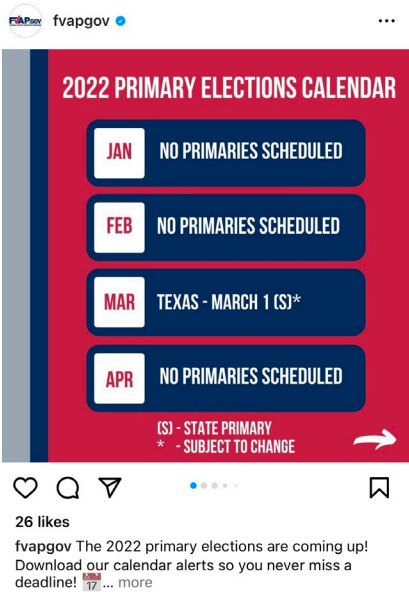 FVAP.GOV fvapgov
2022 PRIMARY ELECTIONS CALENDAR
JAN NO PRIMARIES SCHEDULED
FEB NO PRIMARIES SCHEDULED
MAR TEXAS - MARCH 1 (S)*
APR NO PRIMARIES SCHEDULED
(S) - STATE PRIMARY
* - SUBJECT TO CHANGE
26 likes
fvapgov The 2022 primary elections are coming up!
Download our calendar alerts so you never miss a
deadline! 📅17... more